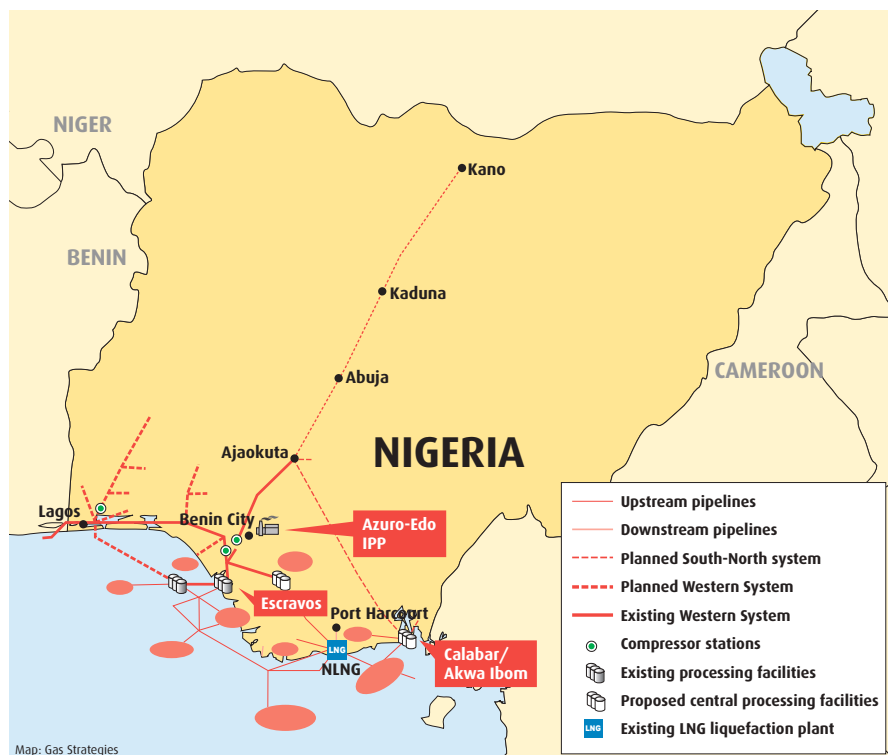 NIGER
Kano
BENIN
Kaduna
CAMEROON
Abuja
NIGERIA
Ajaokuta
Lagos
Benin City
Azuro-Edo
IPP
Escravos
Port Harcourt
LNG
NLNG
Calabar/
Akwa Ibom
Upstream pipelines
Downstream pipelines
Planned South-North system
Planned Western System
Existing Western System
Compressor stations
Existing processing facilities
Proposed central processing facilities
LNG Existing LNG liquefaction plant
Map: Gas Strategies